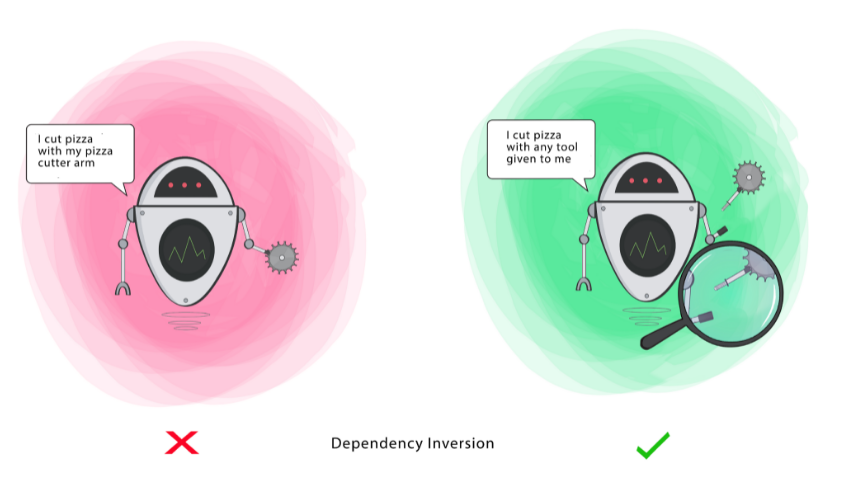 I cut pizza
with my pizza
cutter arm
I cut pizza
with any tool
given to me
Dependency Inversion